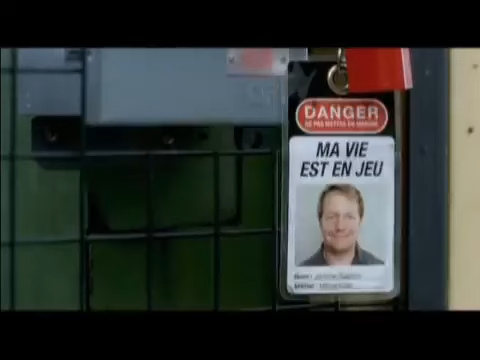 DANGER
NE PAS METTRE EN MARCHE
MA VIE
EST EN JEU